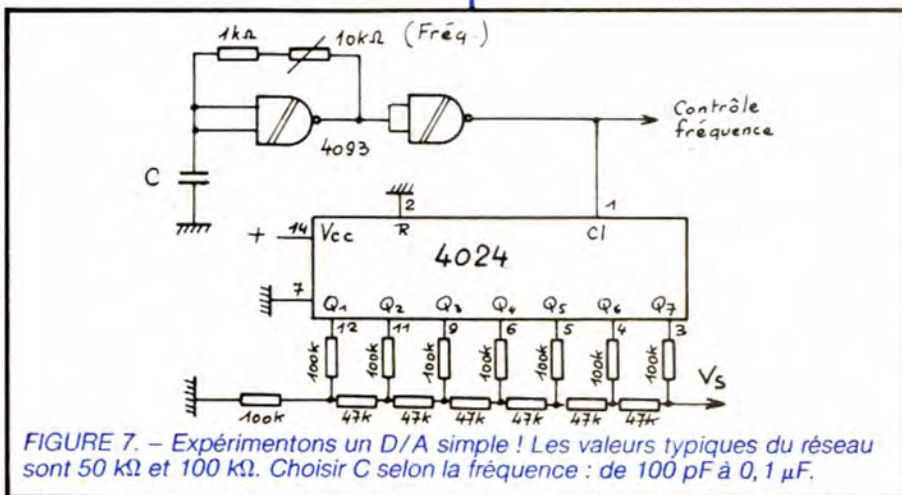 1kΩ 10kΩ (Fréq.)
4093
Contrôle
fréquence
C
2 1
+ 14 Vcc R Cl
4024
7
Q1 Q2 Q3 Q4 Q5 Q6 Q7
12 11 9 6 5 4 3
100k 100k 100k 100k 100k 100k 100k
Vs
100k 47k 47k 47k 47k 47k 47k
FIGURE 7. – Expérimentons un D/A simple ! Les valeurs typiques du réseau
sont 50 kΩ et 100 kΩ. Choisir C selon la fréquence : de 100 pF à 0,1 µF.